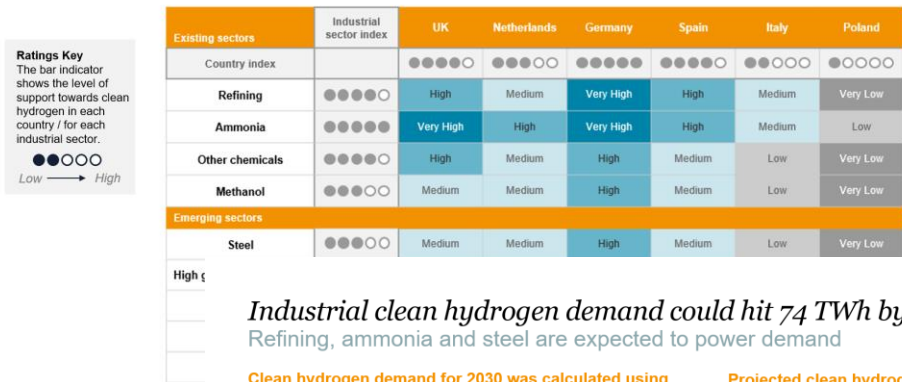 Ratings Key
The bar indicator
shows the level of
support towards clean
hydrogen in each
country / for each
industrial sector.
Low High
Existing sectors Industrial sector index UK Netherlands Germany Spain Italy Poland
Country index
Refining High Medium Very High High Medium Very Low
Ammonia Very High High Very High High Medium Low
Other chemicals High Medium High Medium Low Very Low
Methanol Medium Medium High Medium Low Very Low
Emerging sectors
Steel Medium Medium High Medium Low Very Low
High
Industrial clean hydrogen demand could hit 74 TWh by
Refining, ammonia and steel are expected to power demand
Clean hydrogen demand for 2030 was calculated using
Projected clean